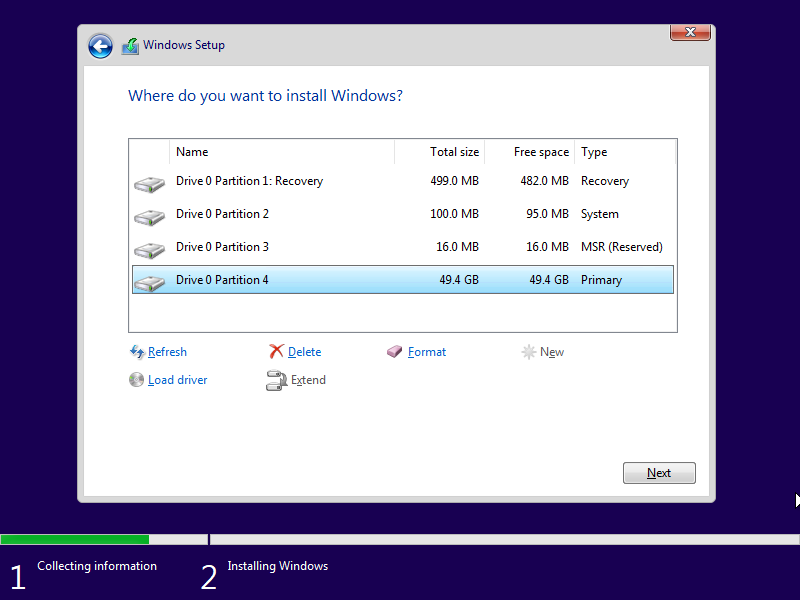 Windows Setup
Where do you want to install Windows?
Name Total size Free space Type
Drive 0 Partition 1: Recovery 499.0 MB 482.0 MB Recovery
Drive 0 Partition 2 100.0 MB 95.0 MB System
Drive 0 Partition 3 16.0 MB 16.0 MB MSR (Reserved)
Drive 0 Partition 4 49.4 GB 49.4 GB Primary
Refresh Delete Format New
Load driver Extend
Next
1 Collecting information 2 Installing Windows